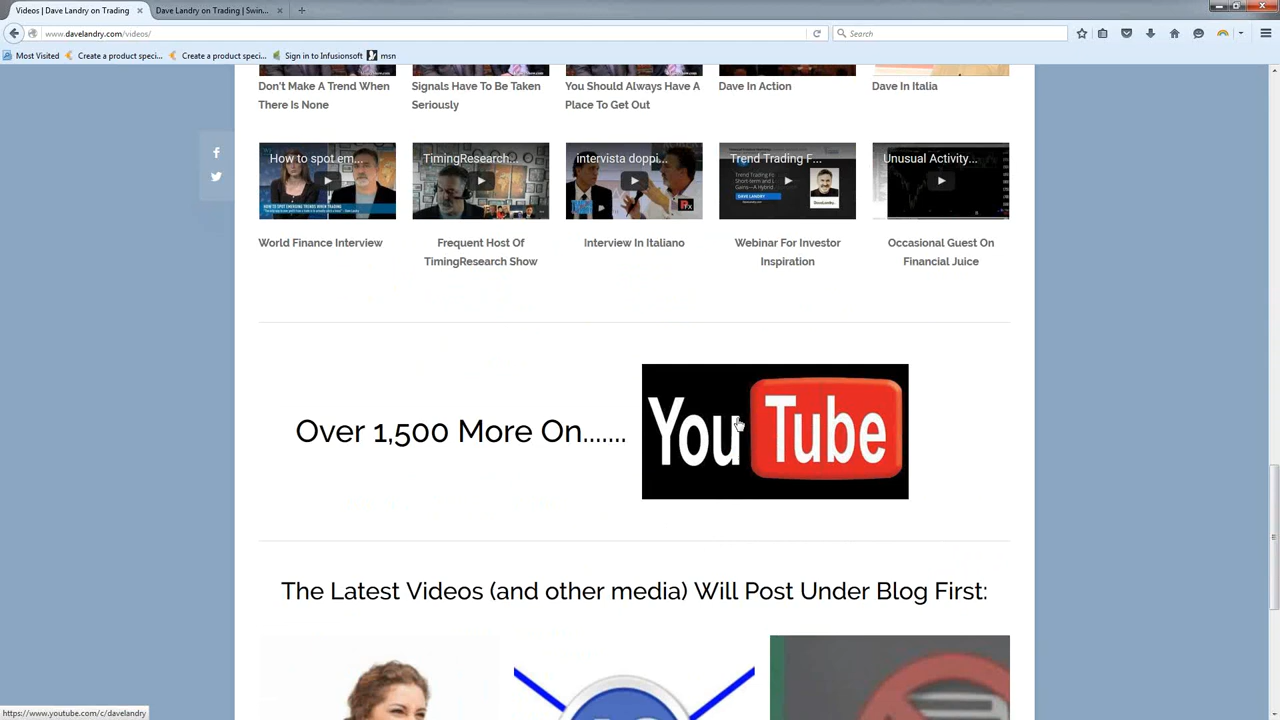 Videos | Dave Landry on Trading
Dave Landry on Trading | Swin...
www.davelandry.com/videos/
Search
Most Visited
Create a product speci...
Create a product speci...
Sign in to Infusionsoft
msn
Don't Make A Trend When
There Is None
Signals Have To Be Taken
Seriously
You Should Always Have A
Place To Get Out
Dave In Action
Dave In Italia
How to spot em...
TimingResearch...
intervista doppi...
Trend Trading F...
Unusual Activity...
DAVE LANDRY
World Finance Interview
Frequent Host Of
TimingResearch Show
Interview In Italiano
Webinar For Investor
Inspiration
Occasional Guest On
Financial Juice
Over 1,500 More On.......
YouTube
The Latest Videos (and other media) Will Post Under Blog First:
https://www.youtube.com/c/davelandry